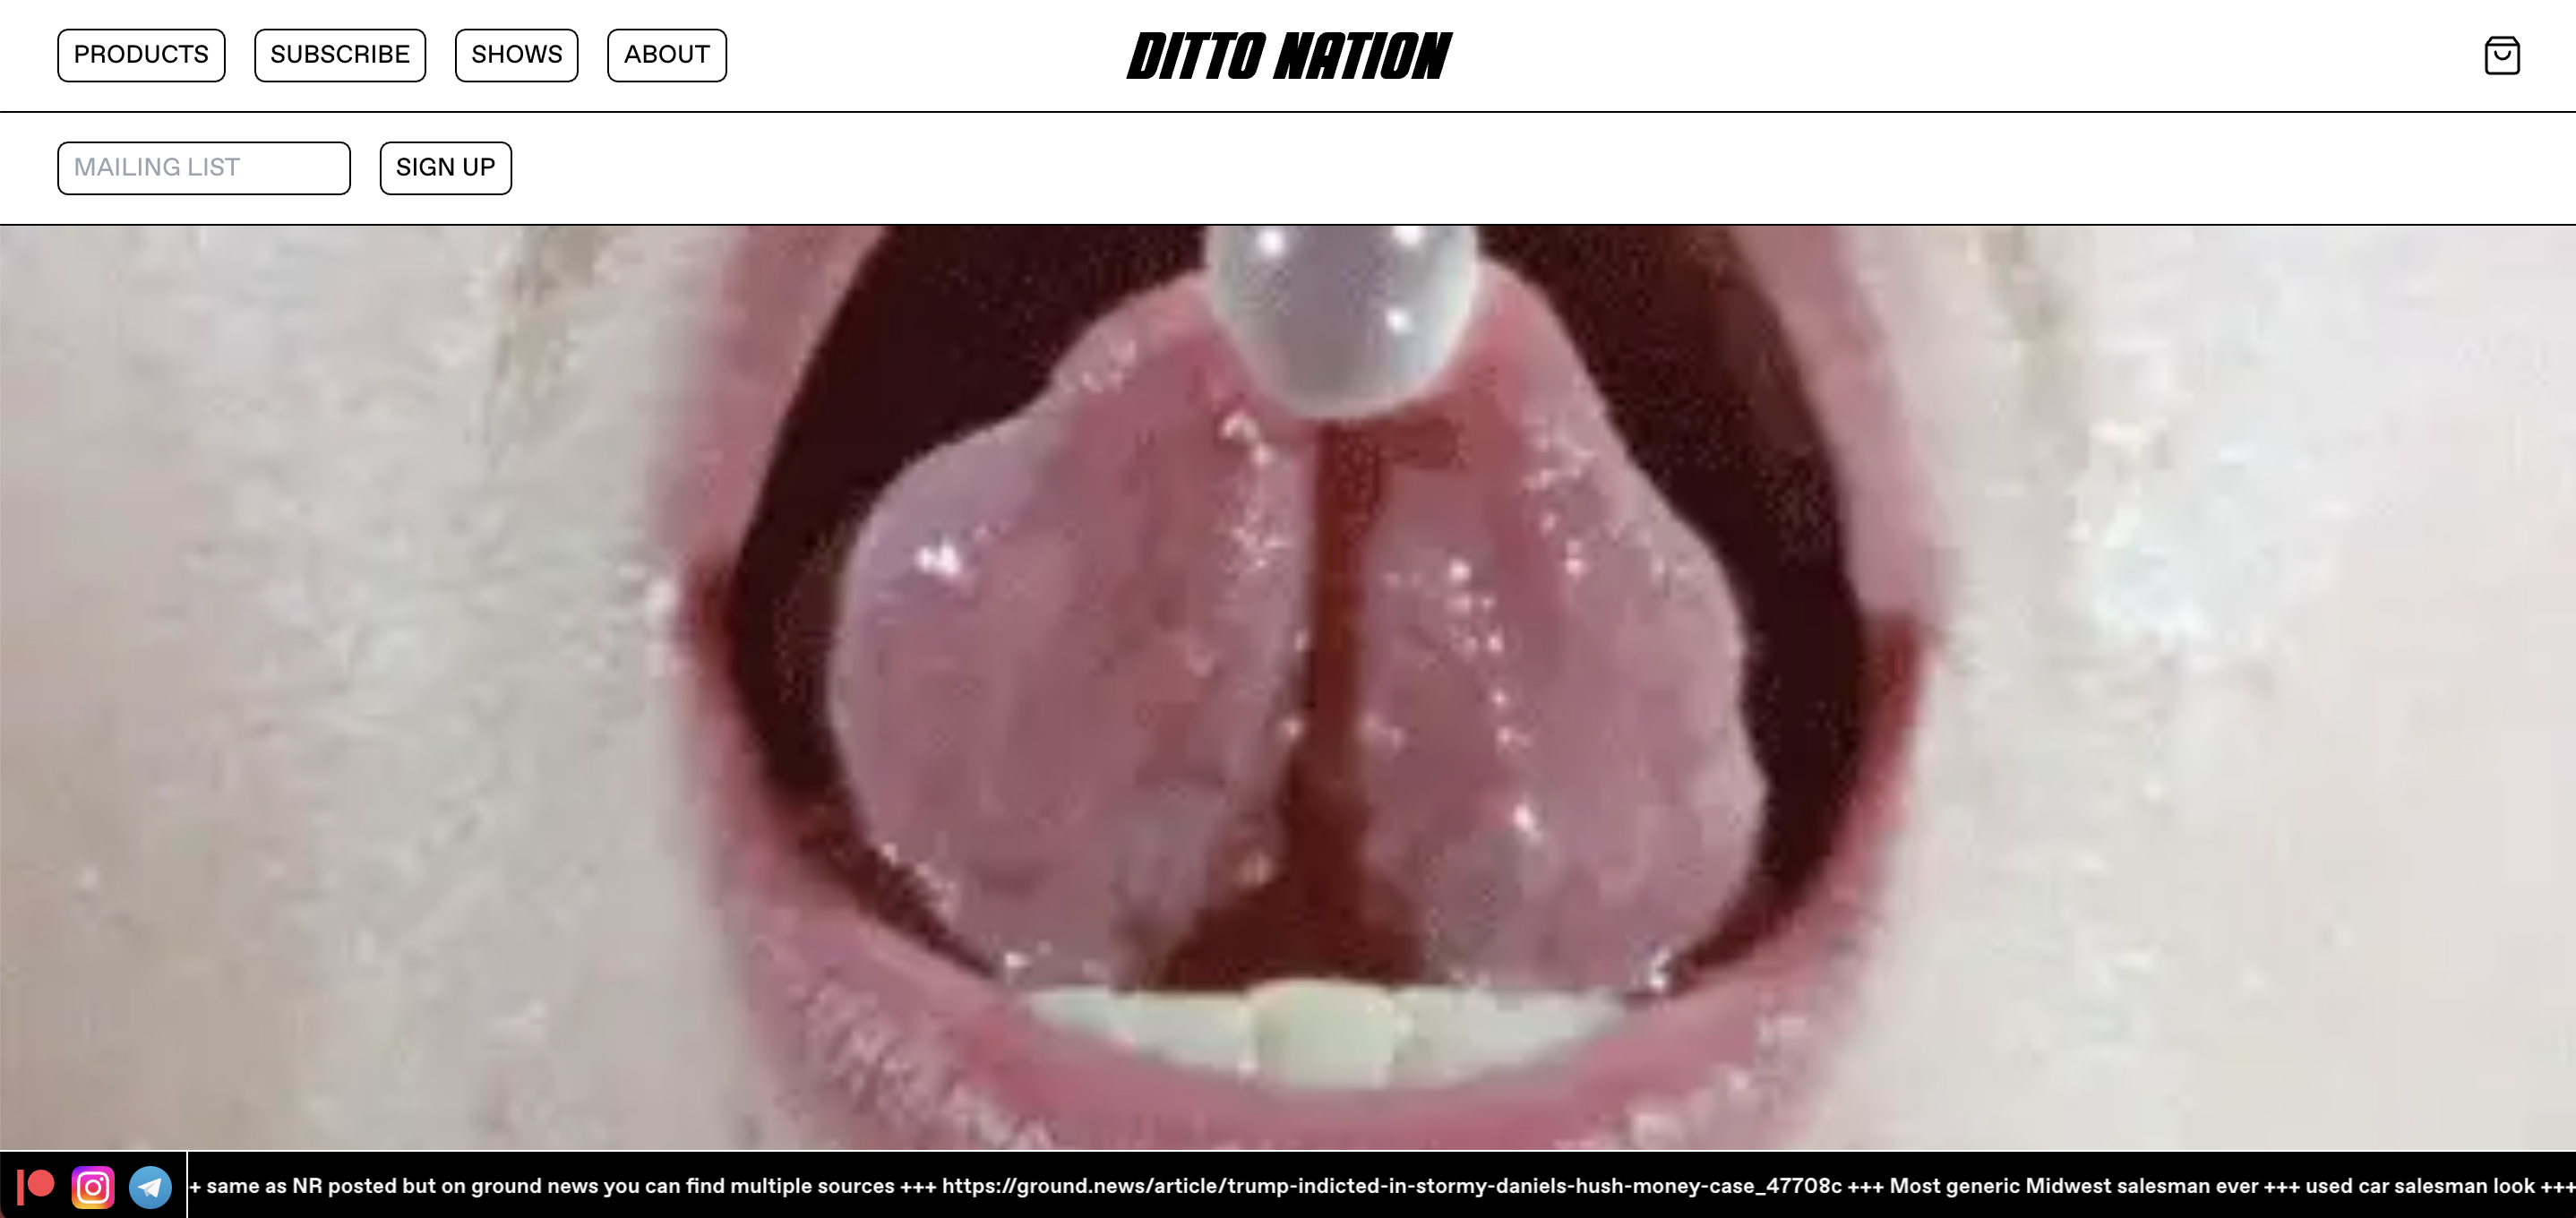 PRODUCTS SUBSCRIBE SHOWS ABOUT DITTO NATION
MAILING LIST SIGN UP
+ same as NR posted but on ground news you can find multiple sources +++ https://ground.news/article/trump-indicted-in-stormy-daniels-hush-money-case_47708c +++ Most generic Midwest salesman ever +++ used car salesman look +++